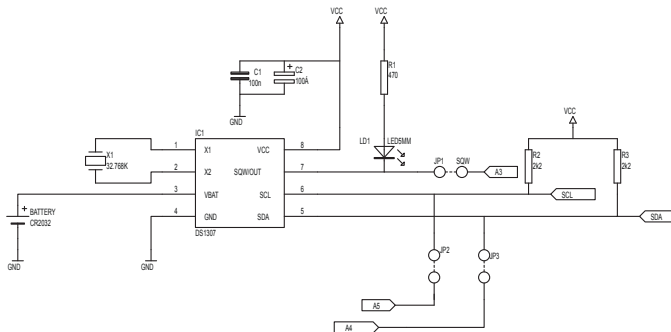 VCC
VCC
C1
100n
+
C2
100Å
R1
470
GND
VCC
IC1
X1
32.768K
1
X1
VCC
8
LD1
LED5MM
2
X2
SQW/OUT
7
JP1
SQW
A3
R2
2k2
R3
2k2
3
VBAT
SCL
6
SCL
+
BATTERY
CR2032
4
GND
SDA
5
SDA
DS1307
GND
GND
JP2
JP3
A5
A4